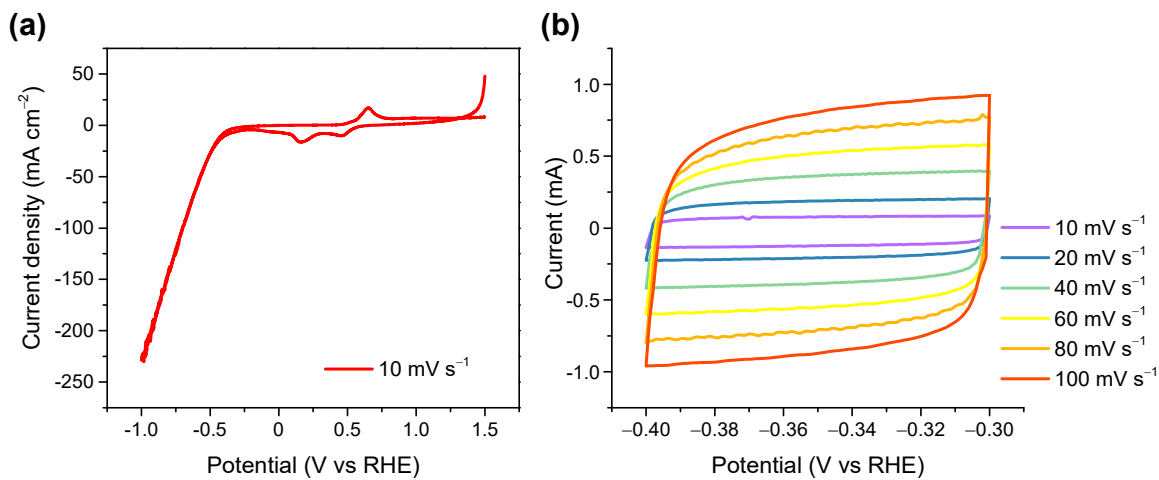 (a)
50
0
-50
-100
-150
-200
-250
-1.0 -0.5 0 0.5 1.0 1.5
Current density (mA cm−2)
Potential (V vs RHE)
10 mV s−1
(b)
1.0
0.5
0
-0.5
-1.0
−0.40 −0.38 −0.36 −0.34 −0.32 −0.30
Current (mA)
Potential (V vs RHE)
10 mV s−1
20 mV s−1
40 mV s−1
60 mV s−1
80 mV s−1
100 mV s−1